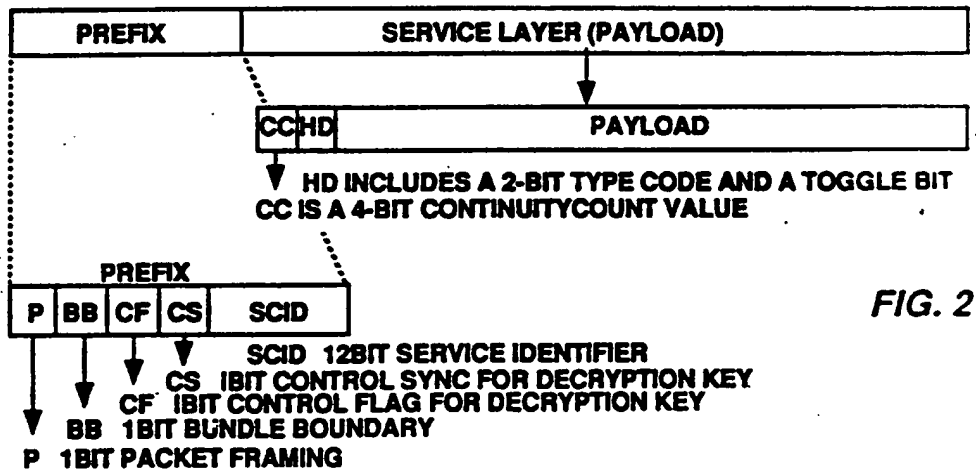 PREFIX SERVICE LAYER (PAYLOAD)
CC HD PAYLOAD
HD INCLUDES A 2-BIT TYPE CODE AND A TOGGLE BIT
CC IS A 4-BIT CONTINUITYCOUNT VALUE
PREFIX
P BB CF CS SCID
FIG. 2
SCID 12BIT SERVICE IDENTIFIER
CS IBIT CONTROL SYNC FOR DECRYPTION KEY
CF IBIT CONTROL FLAG FOR DECRYPTION KEY
BB 1BIT BUNDLE BOUNDARY
P 1BIT PACKET FRAMING